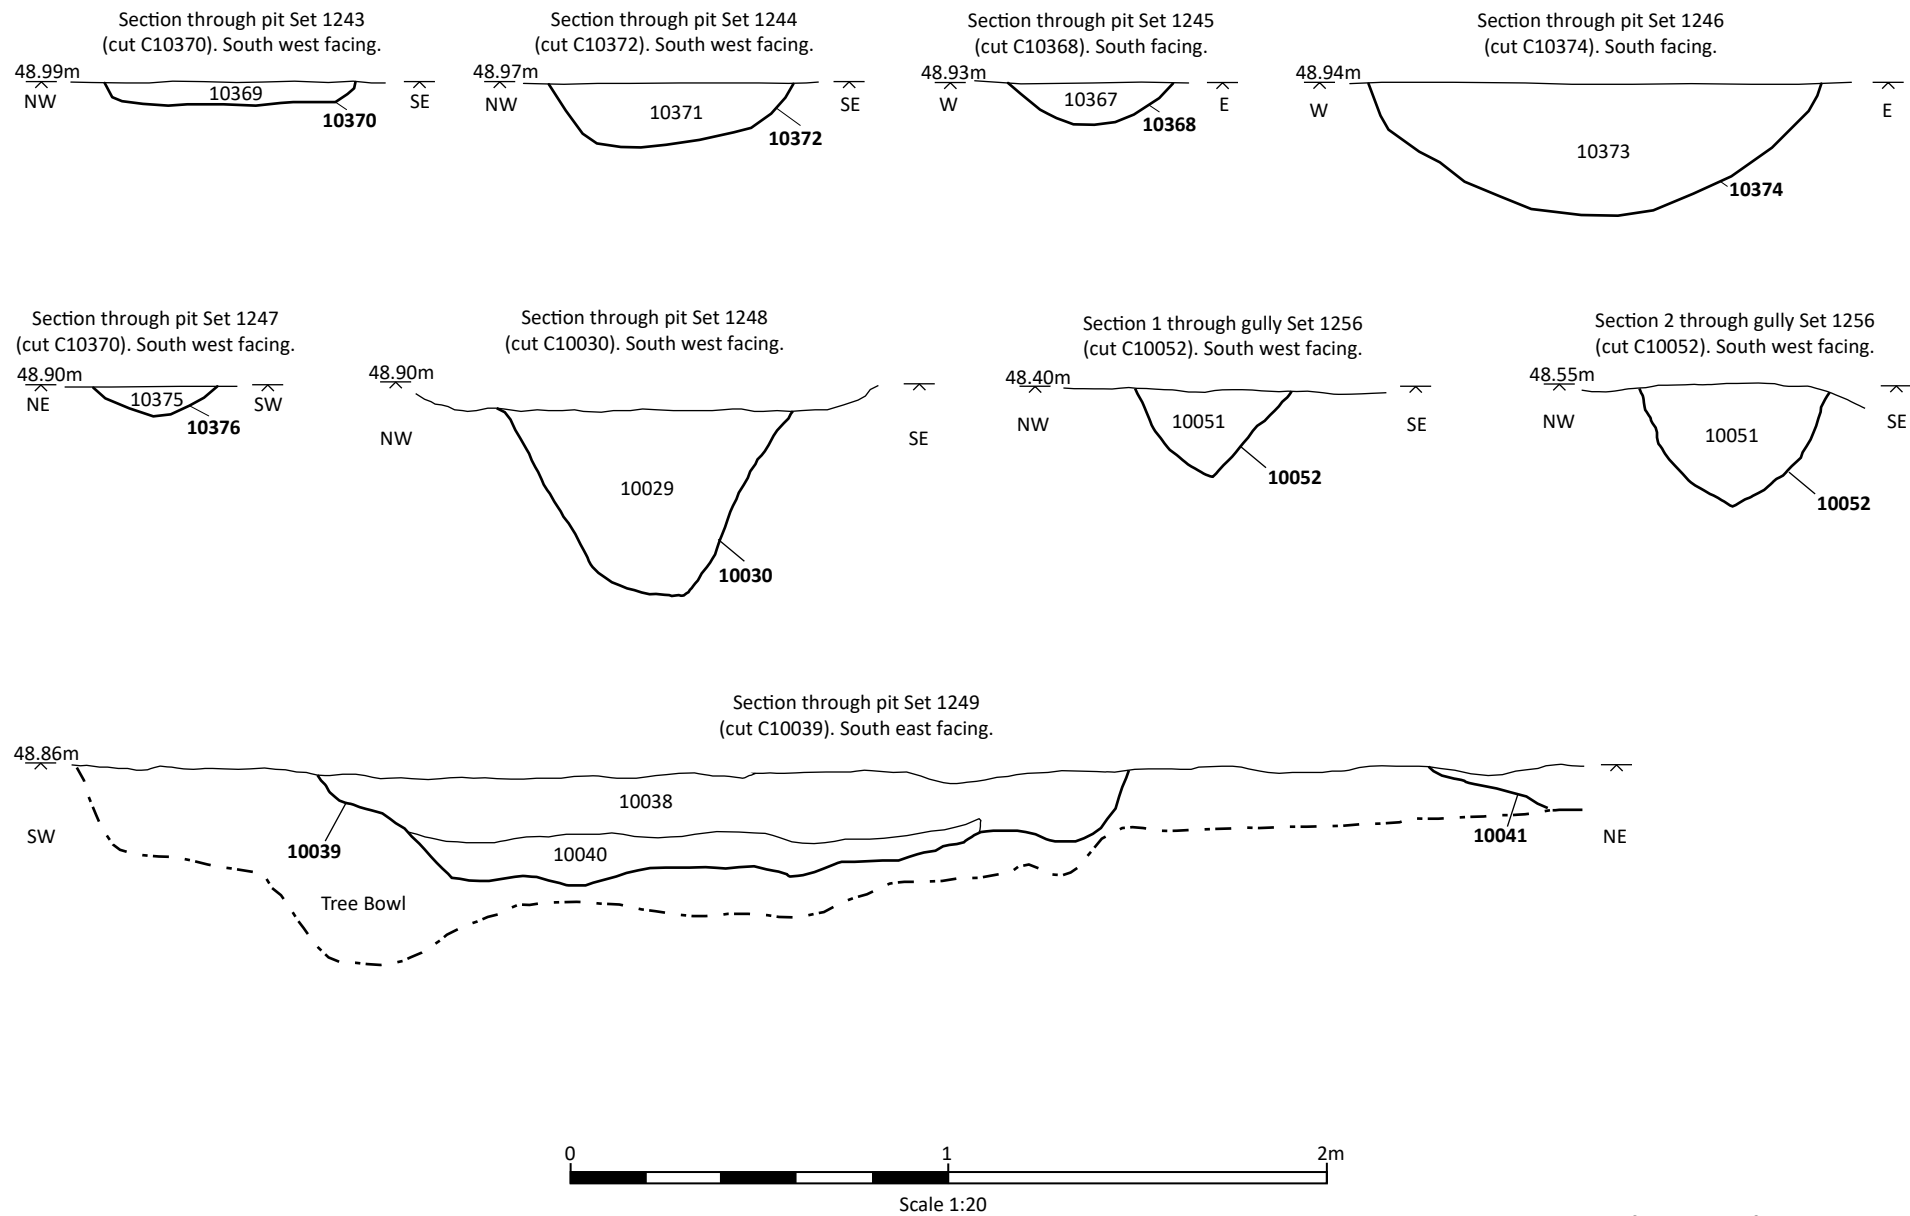 Section through pit Set 1243
(cut C10370). South west facing.
48.99m
NW
SE
10369
10370
Section through pit Set 1244
(cut C10372). South west facing.
48.97m
NW
SE
10371
10372
Section through pit Set 1245
(cut C10368). South facing.
48.93m
W
E
10367
10368
Section through pit Set 1246
(cut C10374). South facing.
48.94m
W
E
10373
10374
Section through pit Set 1247
(cut C10370). South west facing.
48.90m
NE
SW
10375
10376
Section through pit Set 1248
(cut C10030). South west facing.
48.90m
NW
SE
10029
10030
Section 1 through gully Set 1256
(cut C10052). South west facing.
48.40m
NW
SE
10051
10052
Section 2 through gully Set 1256
(cut C10052). South west facing.
48.55m
NW
SE
10051
10052
Section through pit Set 1249
(cut C10039). South east facing.
48.86m
SW
NE
10038
10039
10040
10041
Tree Bowl
0 1 2m
Scale 1:20